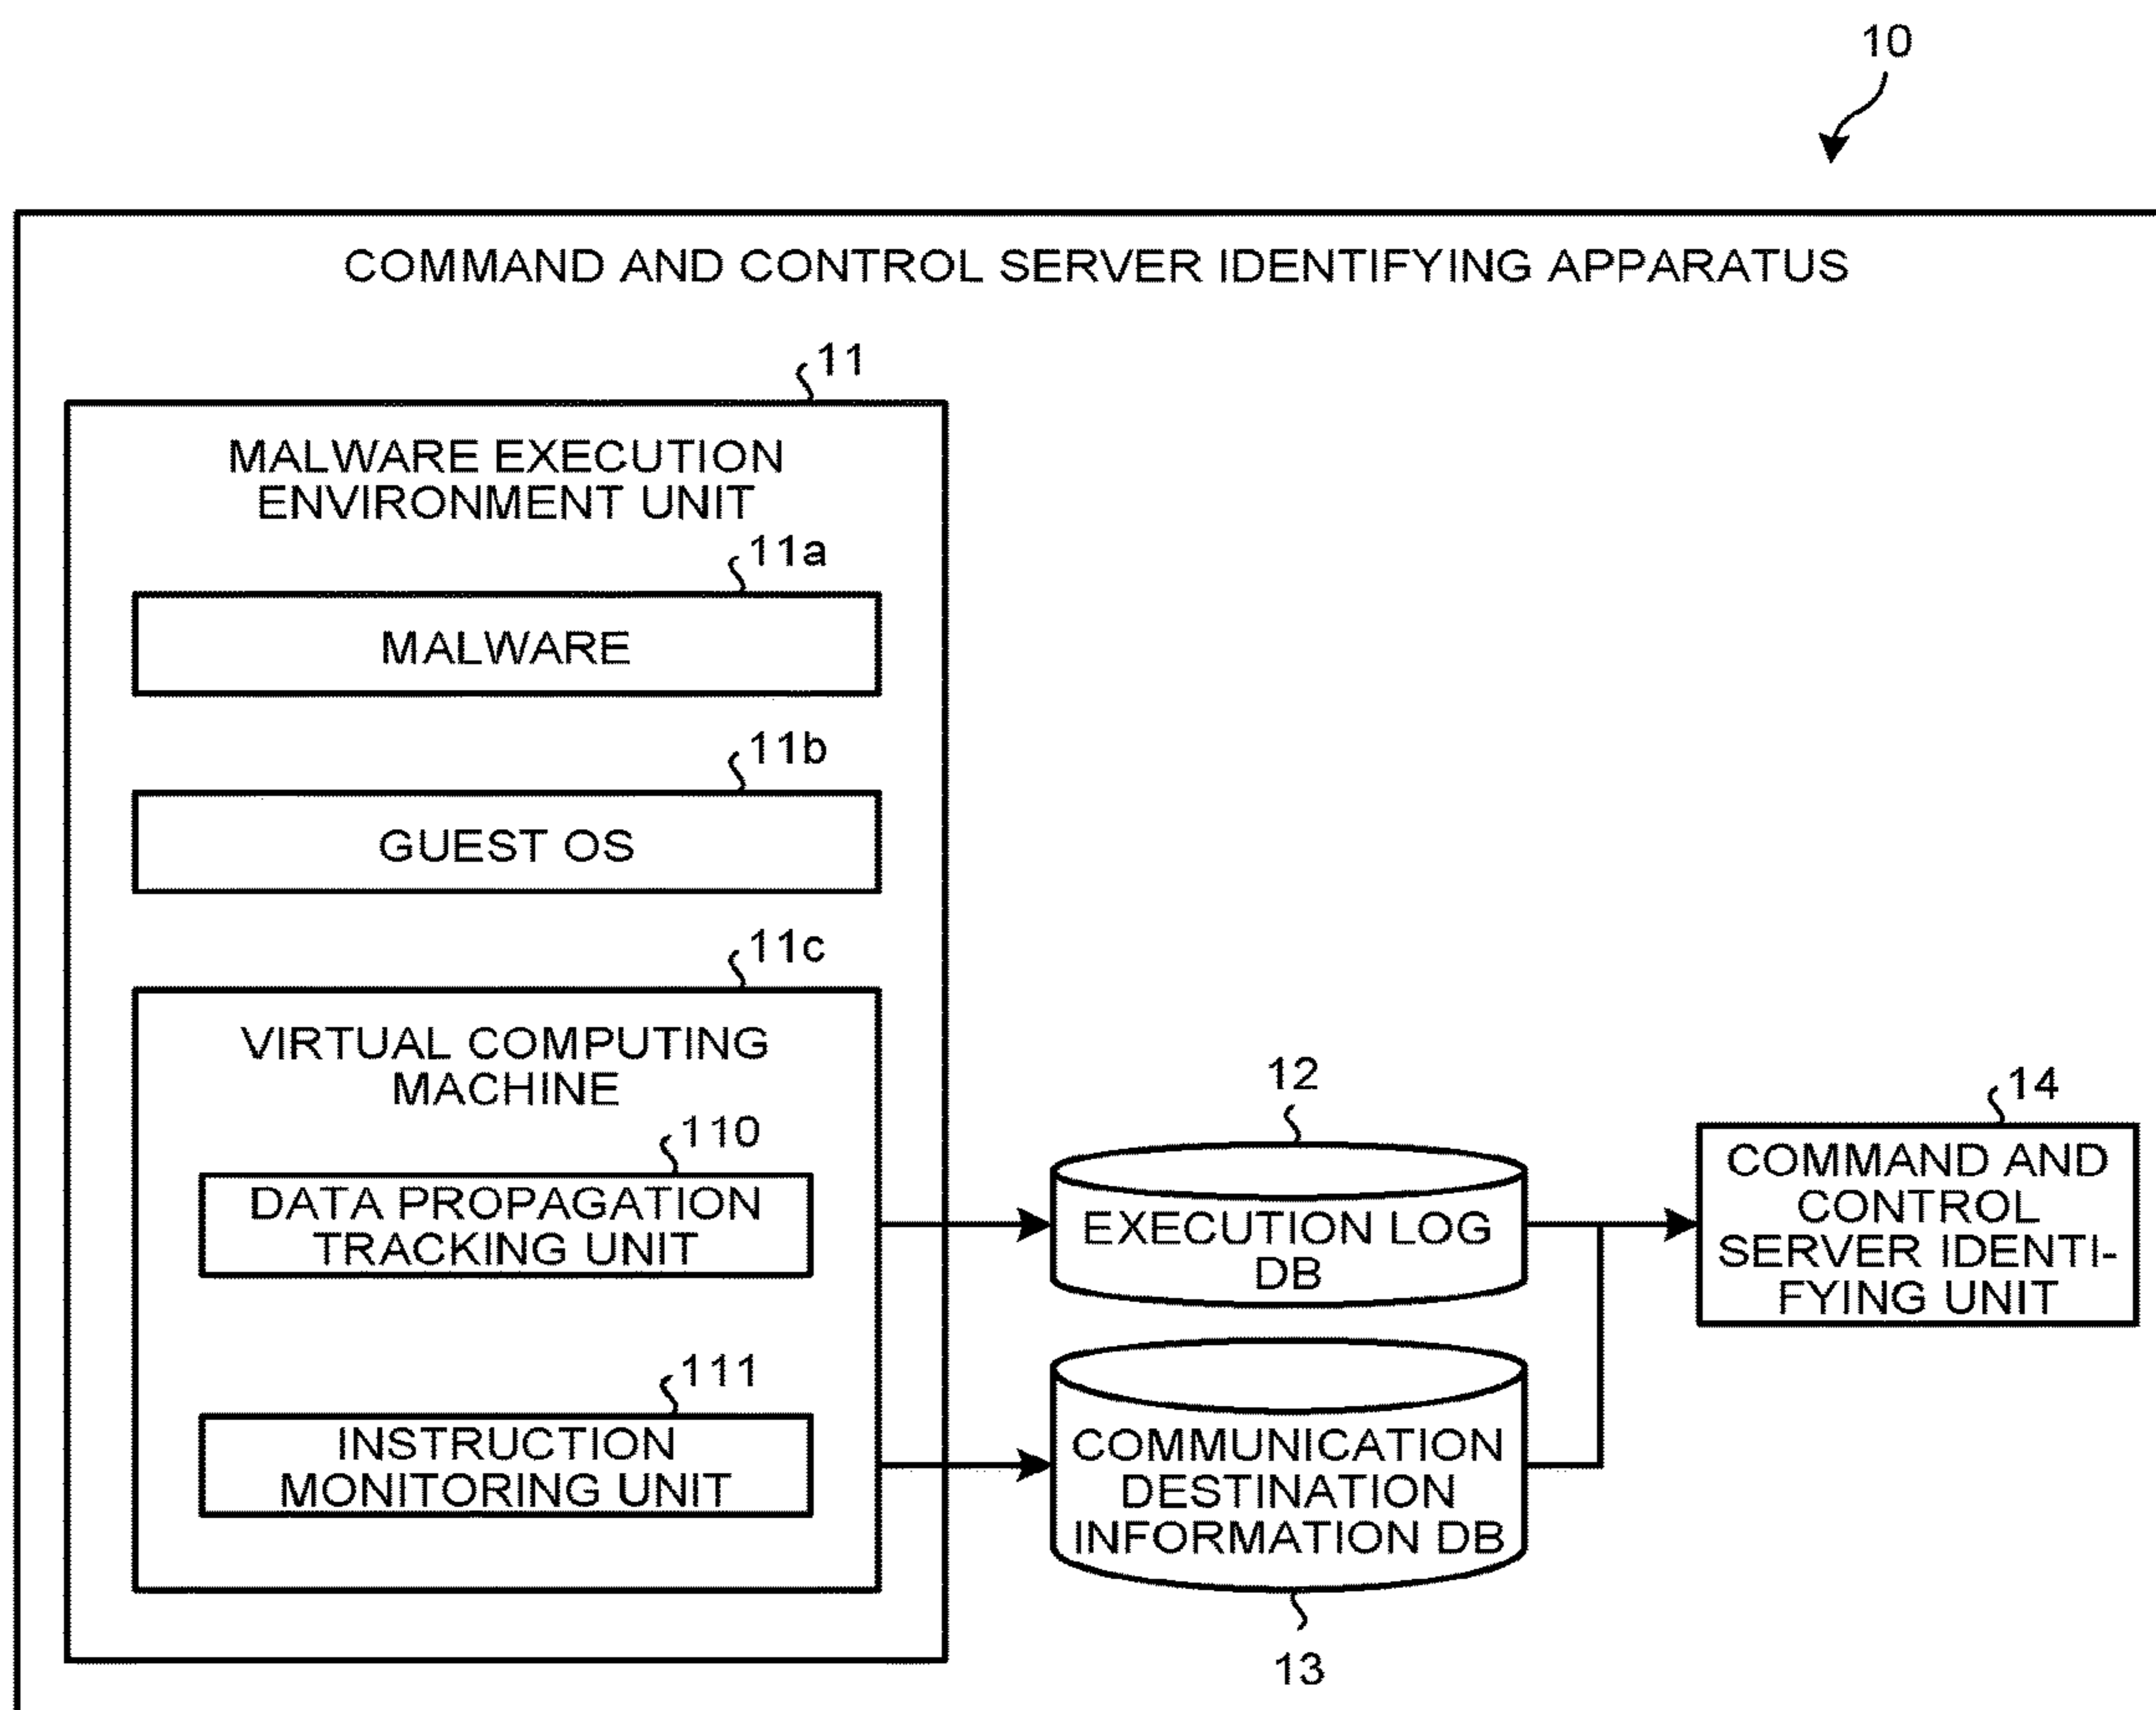 10
COMMAND AND CONTROL SERVER IDENTIFYING APPARATUS
11
MALWARE EXECUTION
ENVIRONMENT UNIT
11a
MALWARE
11b
GUEST OS
11c
VIRTUAL COMPUTING
MACHINE
110
DATA PROPAGATION
TRACKING UNIT
111
INSTRUCTION
MONITORING UNIT
12
EXECUTION LOG
DB
COMMUNICATION
DESTINATION
INFORMATION DB
13
14
COMMAND AND
CONTROL
SERVER IDENTI-
FYING UNIT